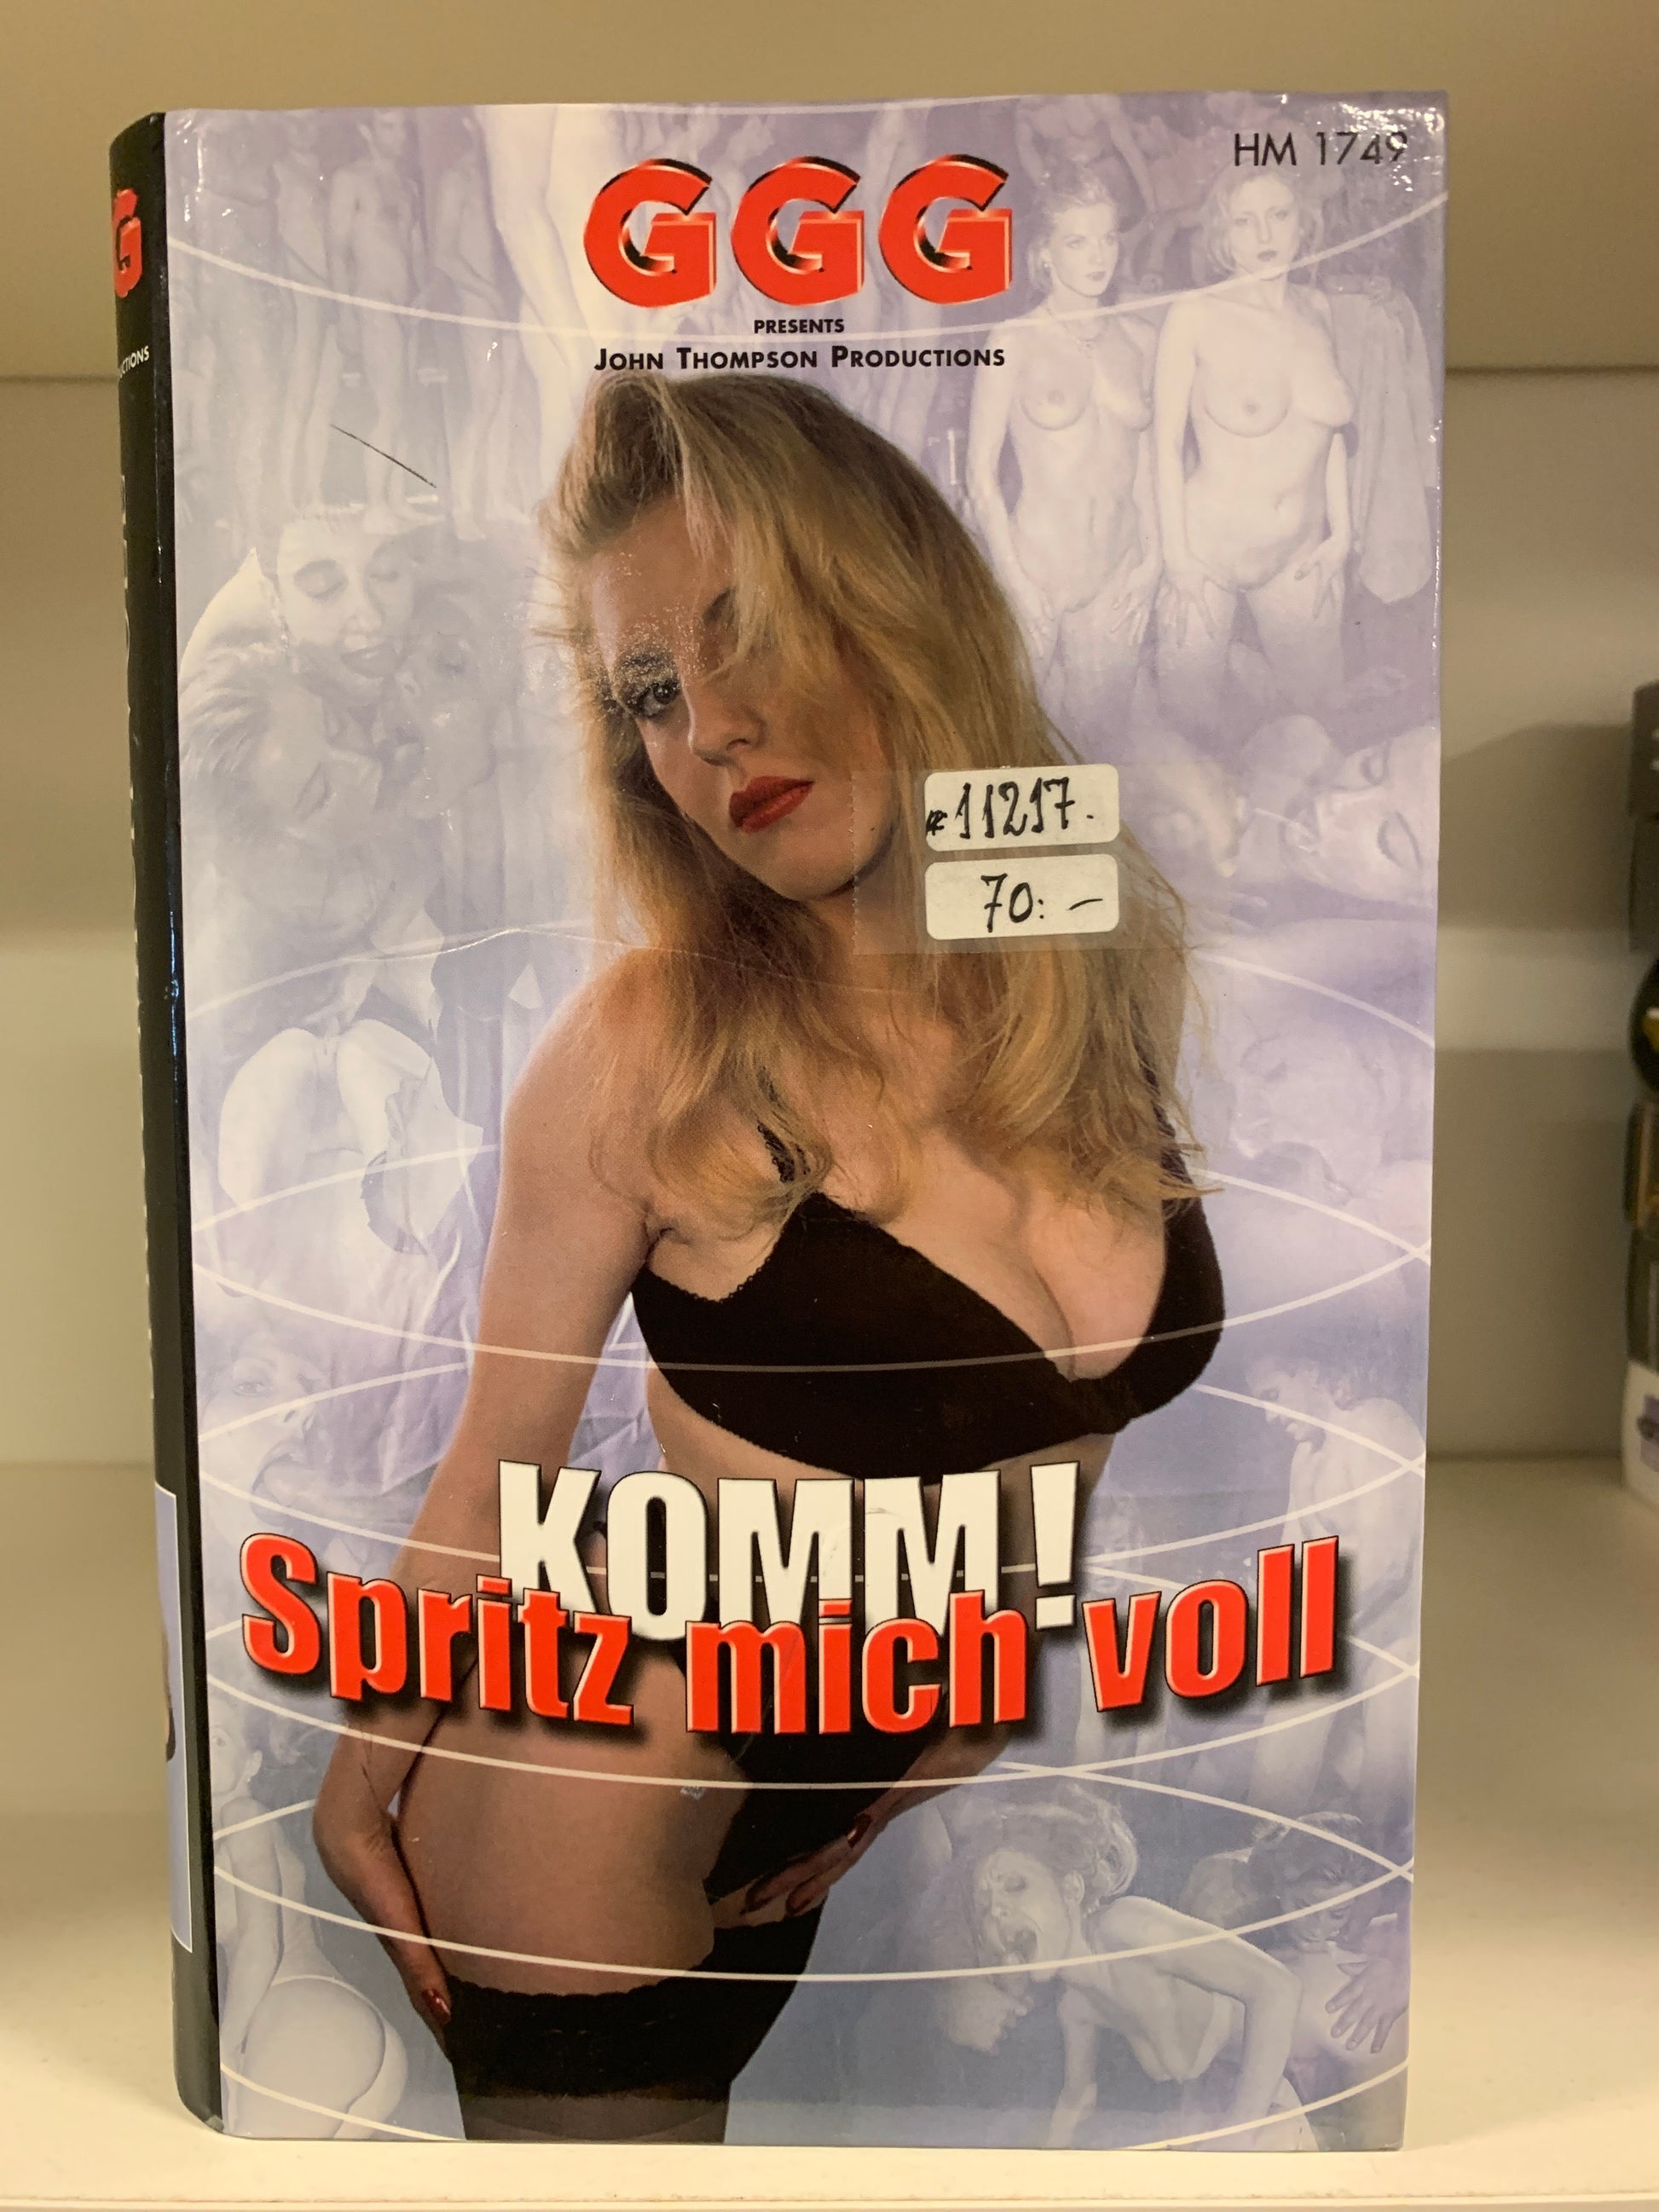 HM 1749
GGG
PRESENTS
JOHN THOMPSON PRODUCTIONS
#11217.
70:-
KOMM!
Spritz mich voll